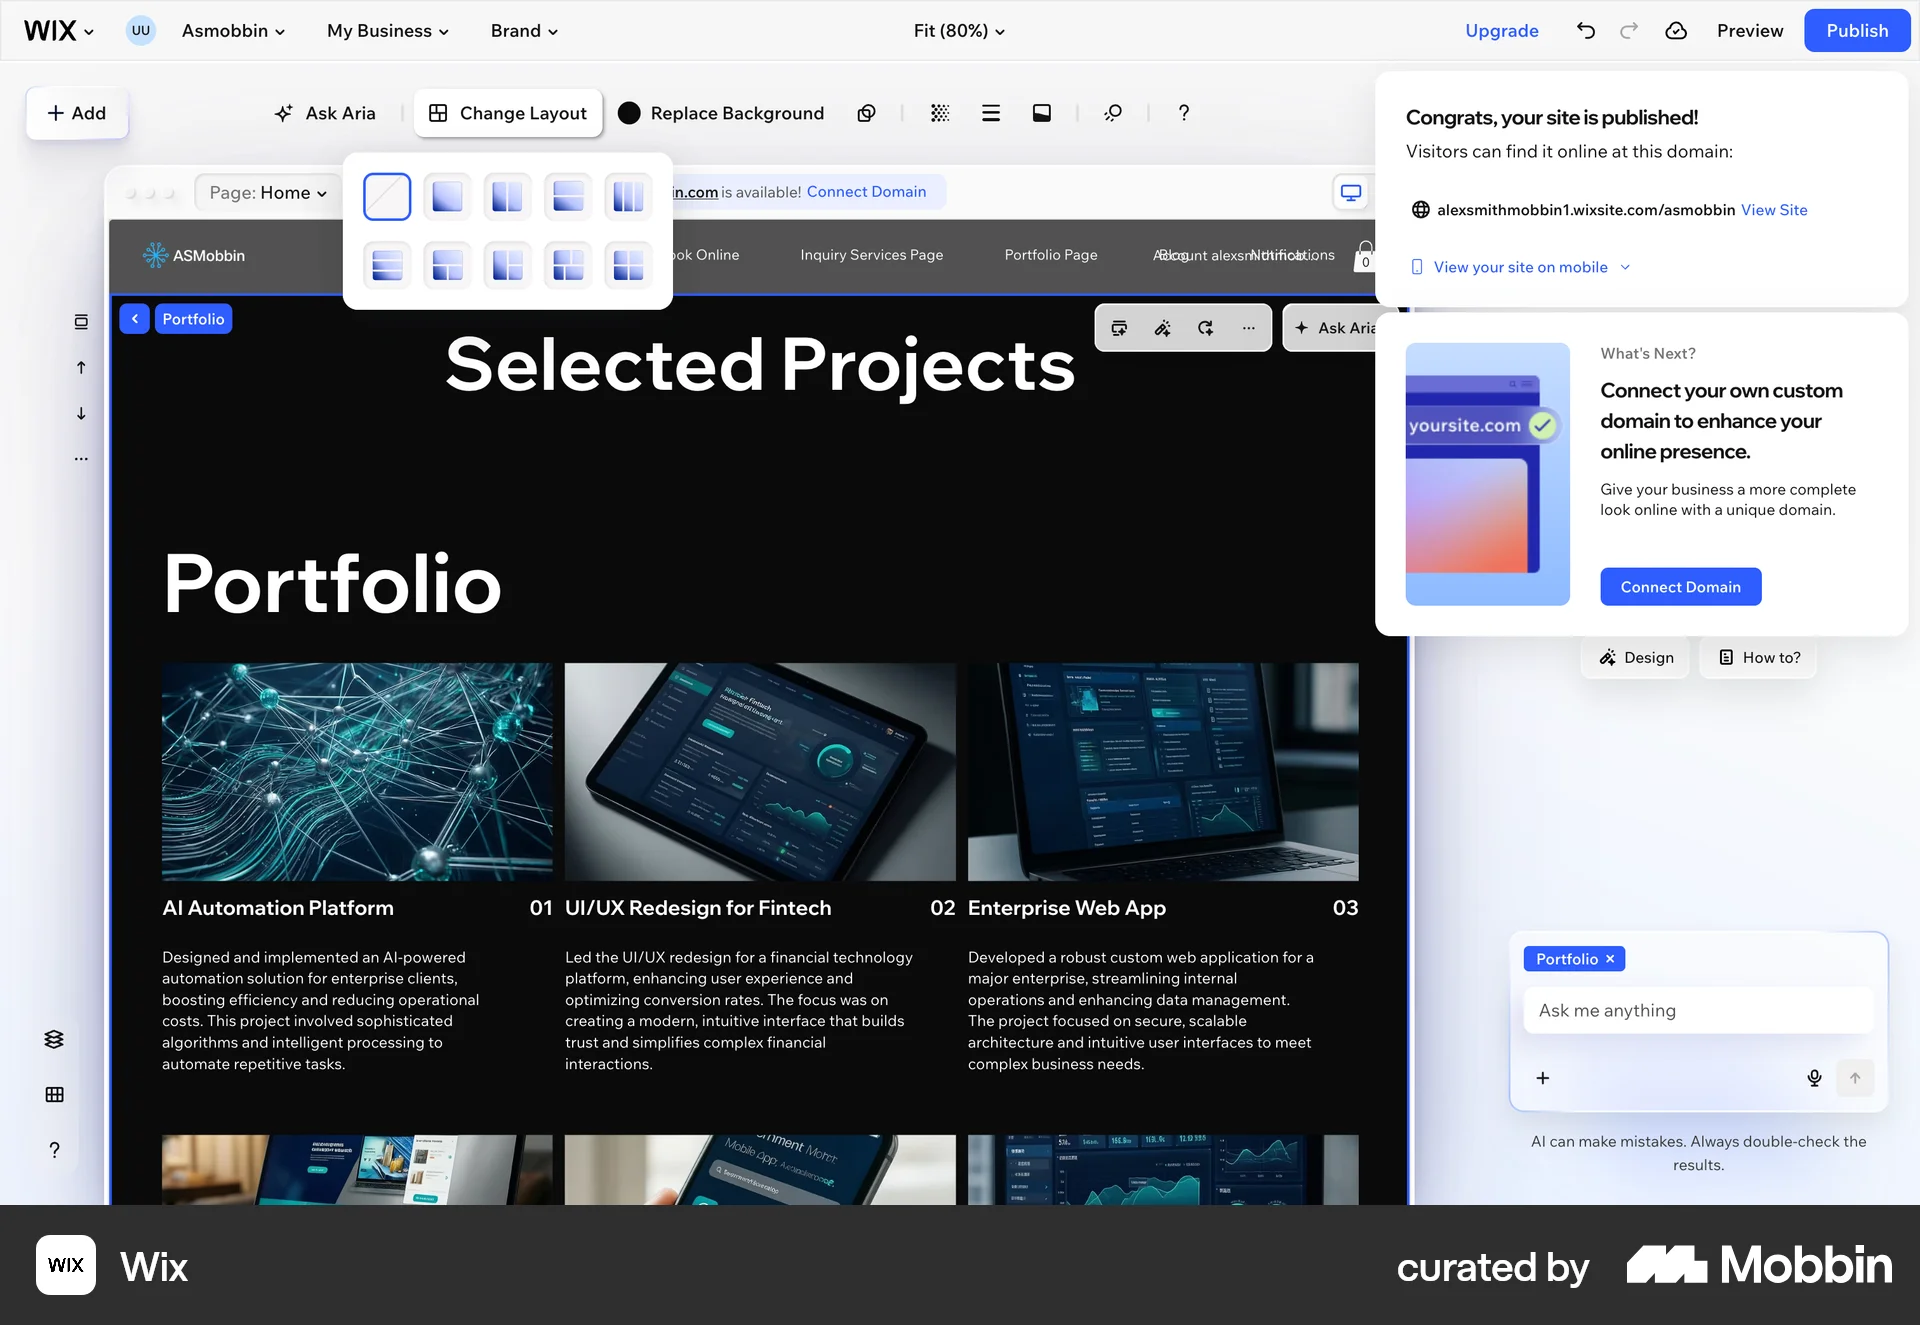 WIX
UU
Asmobbin
My Business
Brand
Fit (80%)
Upgrade
Preview
Publish
Add
Ask Aria
Change Layout
Replace Background
?
Page: Home
in.com is available! Connect Domain
ASMobbin
ook Online
Inquiry Services Page
Portfolio Page
Blog
Account alexsmithmob...
Notifications
0
Portfolio
Ask Aria
Selected Projects
Portfolio
AI Automation Platform 01
Designed and implemented an AI-powered
automation solution for enterprise clients,
boosting efficiency and reducing operational
costs. This project involved sophisticated
algorithms and intelligent processing to
automate repetitive tasks.
UI/UX Redesign for Fintech 02
Led the UI/UX redesign for a financial technology
platform, enhancing user experience and
optimizing conversion rates. The focus was on
creating a modern, intuitive interface that builds
trust and simplifies complex financial
interactions.
Enterprise Web App 03
Developed a robust custom web application for a
major enterprise, streamlining internal
operations and enhancing data management.
The project focused on secure, scalable
architecture and intuitive user interfaces to meet
complex business needs.
Mobile App,
?
Congrats, your site is published!
Visitors can find it online at this domain:
alexsmithmobbin1.wixsite.com/asmobbin View Site
View your site on mobile
yoursite.com
What's Next?
Connect your own custom
domain to enhance your
online presence.
Give your business a more complete
look online with a unique domain.
Connect Domain
Design
How to?
Portfolio
Ask me anything
AI can make mistakes. Always double-check the
results.
WIX
Wix
curated by
Mobbin